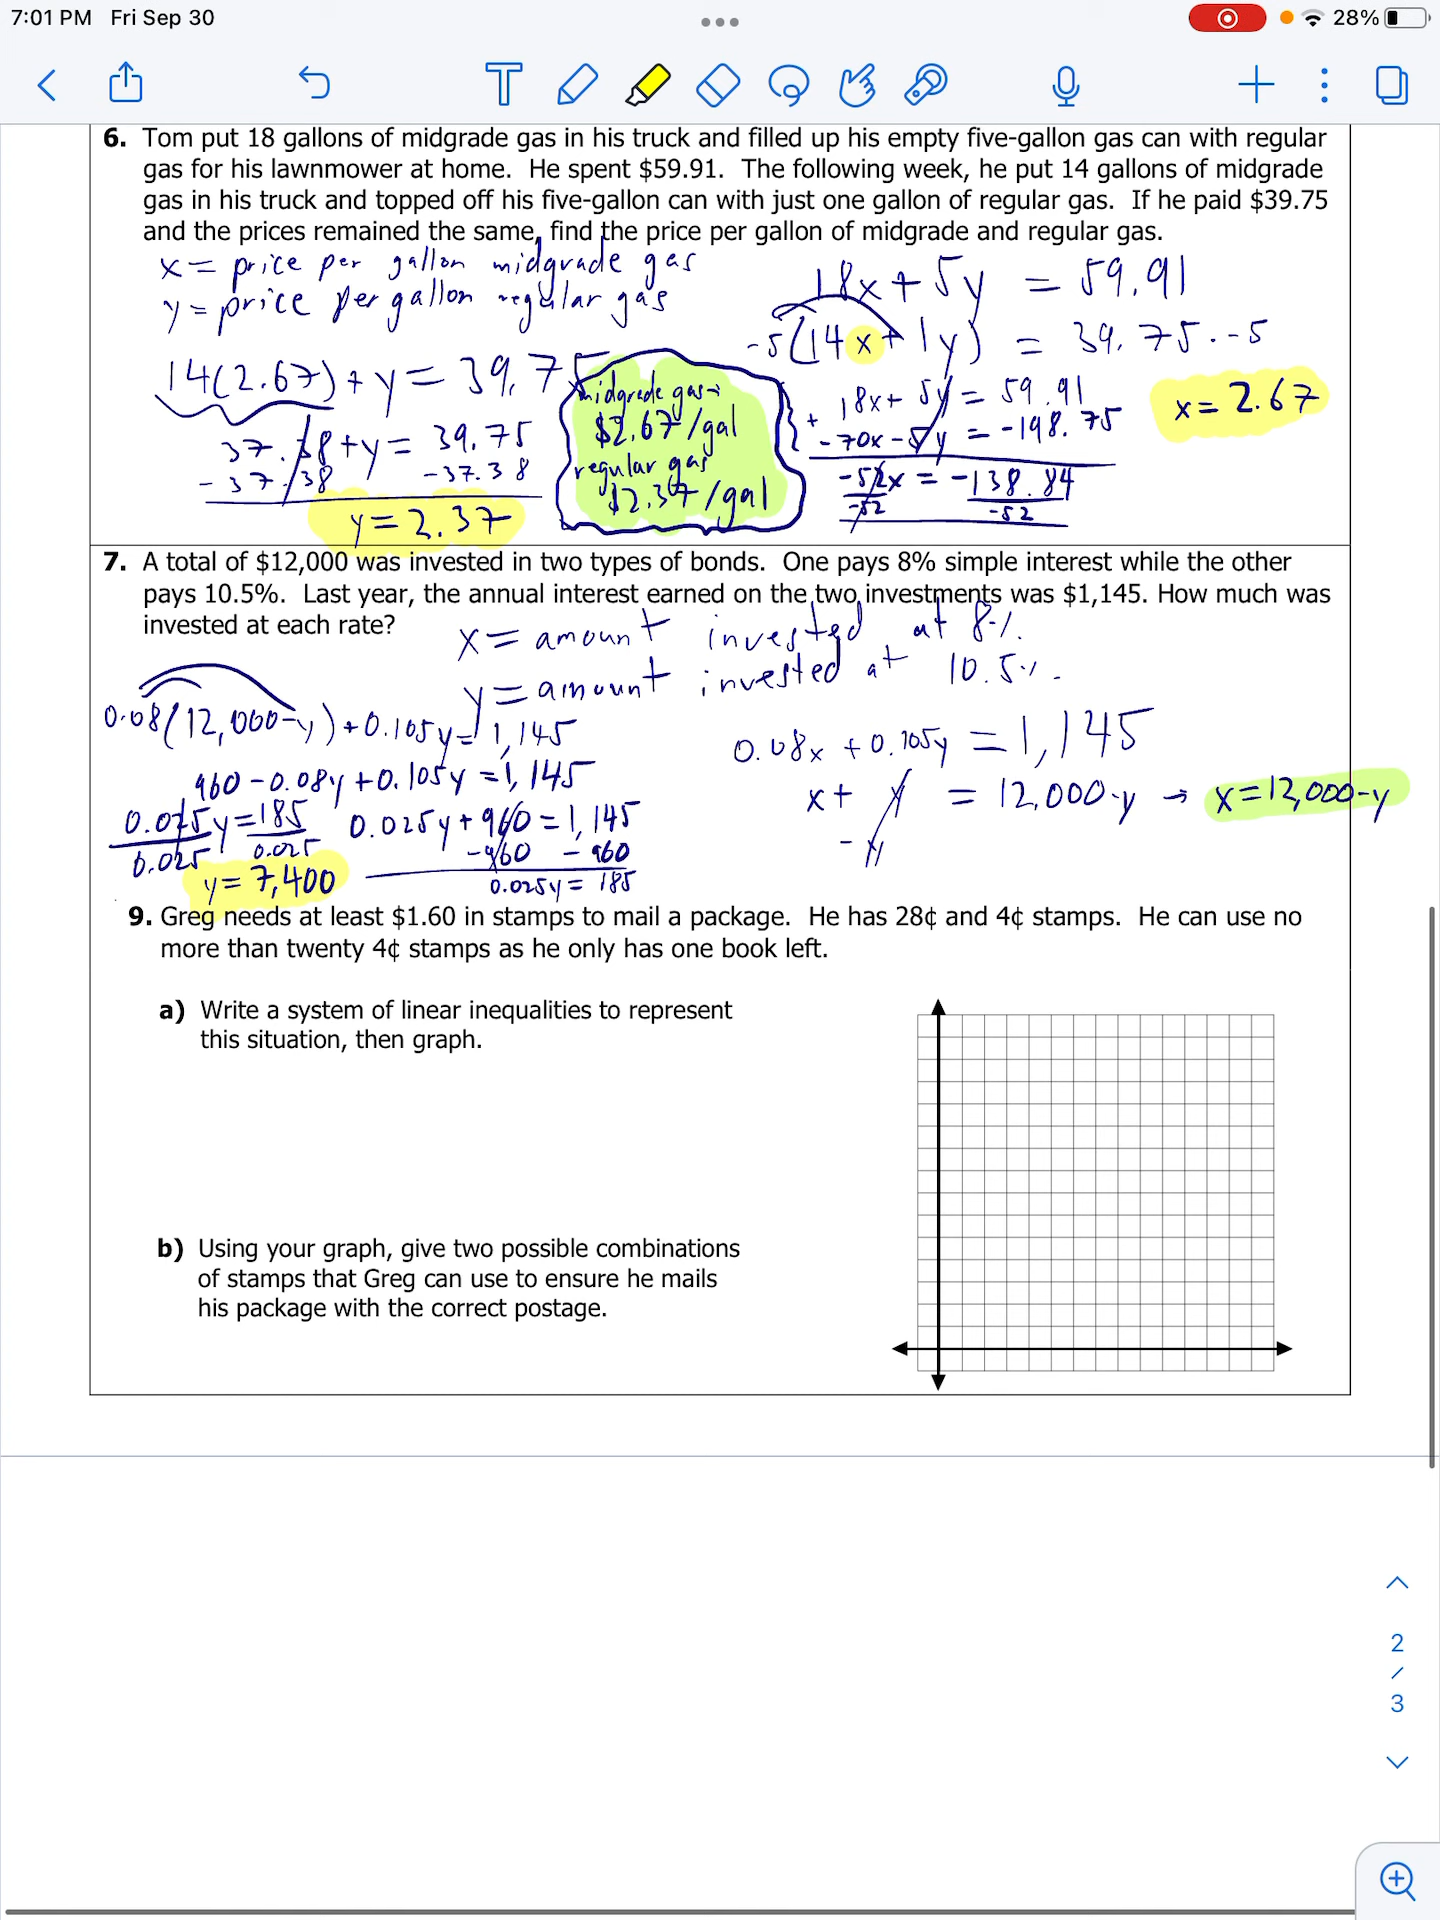 7:01 PM Fri Sep 30
28%
6. Tom put 18 gallons of midgrade gas in his truck and filled up his empty five-gallon gas can with regular
gas for his lawnmower at home. He spent $59.91. The following week, he put 14 gallons of midgrade
gas in his truck and topped off his five-gallon can with just one gallon of regular gas. If he paid $39.75
and the prices remained the same, find the price per gallon of midgrade and regular gas.
x = price per gallon midgrade gas
y = price per gallon regular gas
18x + 5y = 59.91
-5(14x + 1y) = 39.75 · -5
14(2.67) + y = 39.75
37.38 + y = 39.75
- 37.38 -37.38
y = 2.37
midgrade gas →
$2.67/gal
regular gas
$2.37/gal
18x + 5y = 59.91
+ -70x - 5y = -198.75
-52x = -138.84
-52 -52
x = 2.67
7. A total of $12,000 was invested in two types of bonds. One pays 8% simple interest while the other
pays 10.5%. Last year, the annual interest earned on the two investments was $1,145. How much was
invested at each rate?
x = amount invested at 8%.
y = amount invested at 10.5%.
0.08(12,000-y) + 0.105y = 1,145
960 - 0.08y + 0.105y = 1,145
0.025y + 960 = 1,145
-960 - 960
0.025y = 185
0.025y = 185
0.025 0.025
y = 7,400
0.08x + 0.105y = 1,145
x + y = 12,000-y → x = 12,000-y
- y
9. Greg needs at least $1.60 in stamps to mail a package. He has 28¢ and 4¢ stamps. He can use no
more than twenty 4¢ stamps as he only has one book left.
a) Write a system of linear inequalities to represent
this situation, then graph.
b) Using your graph, give two possible combinations
of stamps that Greg can use to ensure he mails
his package with the correct postage.
2
/
3